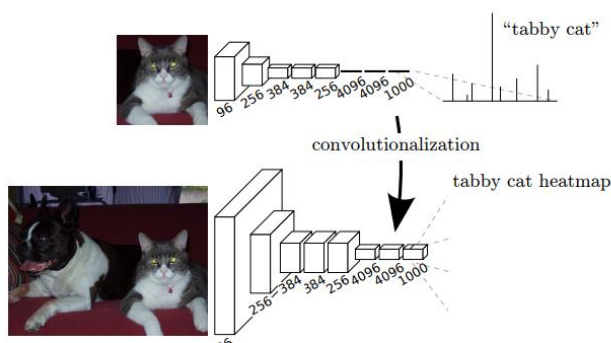 “tabby cat”
96 256 384 384 256 4096 4096 1000
convolutionalization
tabby cat heatmap
256 384 384 256 4096 4096 1000